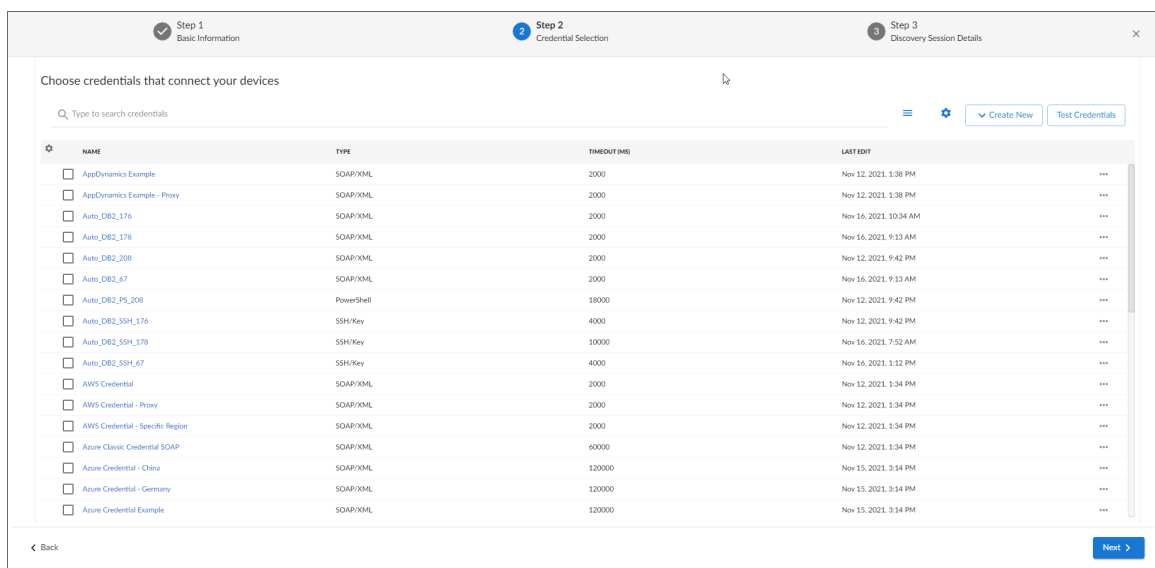 Step 1
Basic Information
2
Step 2
Credential Selection
3
Step 3
Discovery Session Details
Choose credentials that connect your devices
Type to search credentials
Create New
Test Credentials
NAME TYPE TIMEOUT (MS) LAST EDIT
AppDynamics Example SOAP/XML 2000 Nov 12, 2021, 1:38 PM
AppDynamics Example - Proxy SOAP/XML 2000 Nov 12, 2021, 1:38 PM
Auto_DB2_176 SOAP/XML 2000 Nov 16, 2021, 10:34 AM
Auto_DB2_178 SOAP/XML 2000 Nov 16, 2021, 9:13 AM
Auto_DB2_208 SOAP/XML 2000 Nov 12, 2021, 9:42 PM
Auto_DB2_67 SOAP/XML 2000 Nov 16, 2021, 9:13 AM
Auto_DB2_PS_208 PowerShell 18000 Nov 12, 2021, 9:42 PM
Auto_DB2_SSH_176 SSH/Key 4000 Nov 12, 2021, 9:42 PM
Auto_DB2_SSH_178 SSH/Key 10000 Nov 16, 2021, 7:52 AM
Auto_DB2_SSH_67 SSH/Key 4000 Nov 16, 2021, 1:12 PM
AWS Credential SOAP/XML 2000 Nov 12, 2021, 1:34 PM
AWS Credential - Proxy SOAP/XML 2000 Nov 12, 2021, 1:34 PM
AWS Credential - Specific Region SOAP/XML 2000 Nov 12, 2021, 1:34 PM
Azure Classic Credential SOAP SOAP/XML 60000 Nov 12, 2021, 1:34 PM
Azure Credential - China SOAP/XML 120000 Nov 15, 2021, 3:14 PM
Azure Credential - Germany SOAP/XML 120000 Nov 15, 2021, 3:14 PM
Azure Credential Example SOAP/XML 120000 Nov 15, 2021, 3:14 PM
Back
Next